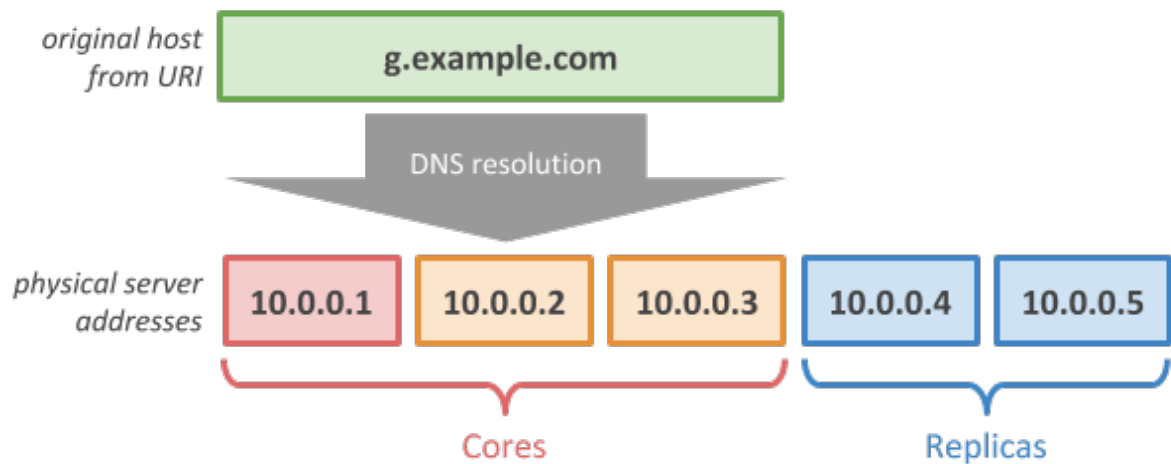 original host
from URI
g.example.com
DNS resolution
physical server
addresses
10.0.0.1
10.0.0.2
10.0.0.3
10.0.0.4
10.0.0.5
Cores
Replicas